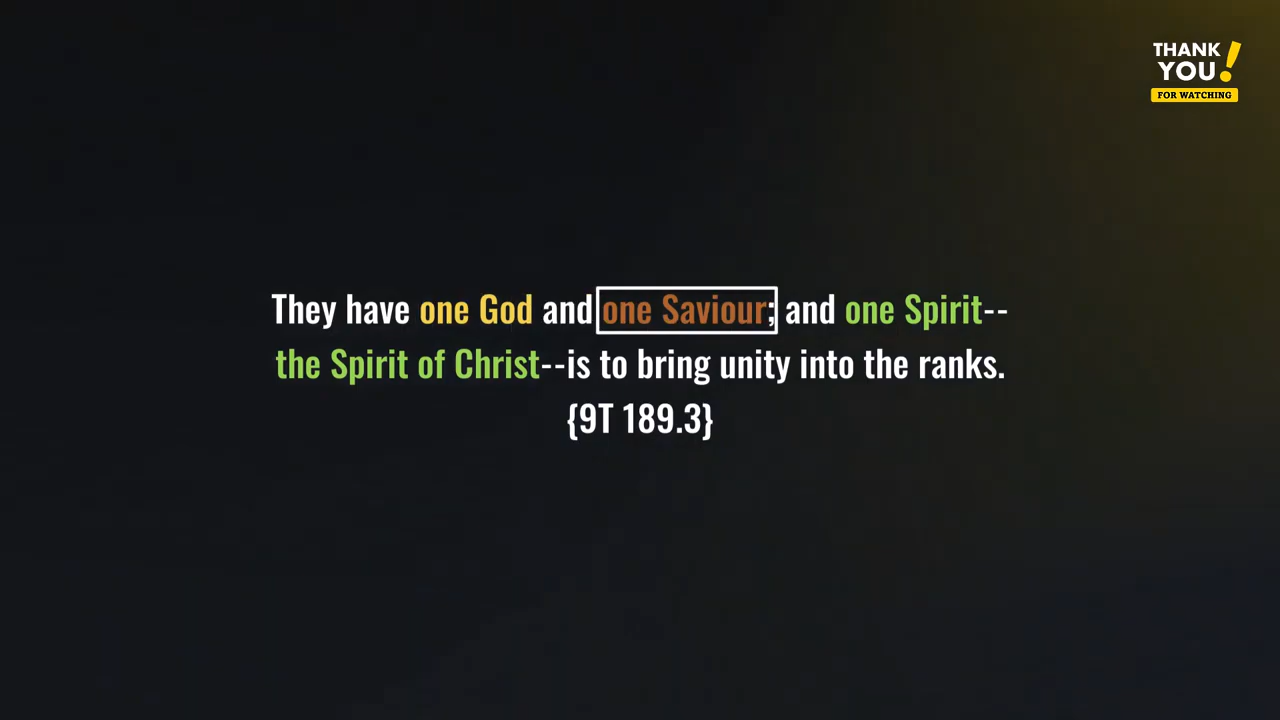 THANK
YOU!
FOR WATCHING
They have one God and one Saviour; and one Spirit--
the Spirit of Christ--is to bring unity into the ranks.
{9T 189.3}